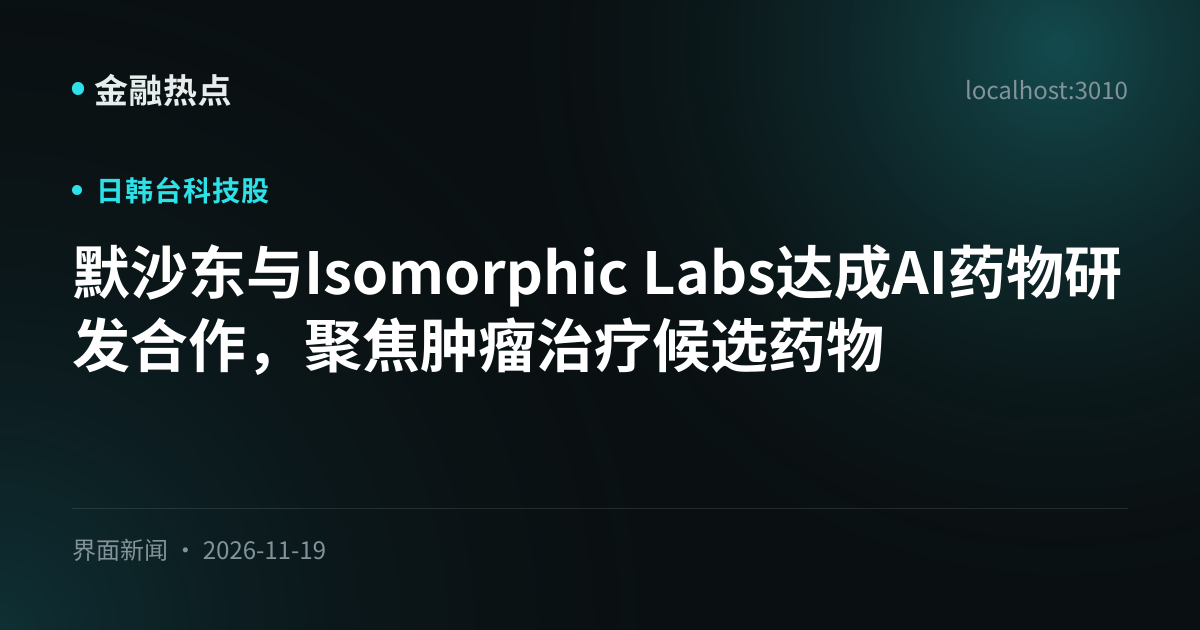 金融热点
localhost:3010
日韩台科技股
默沙东与Isomorphic Labs达成AI药物研
发合作，聚焦肿瘤治疗候选药物
界面新闻 · 2026-11-19